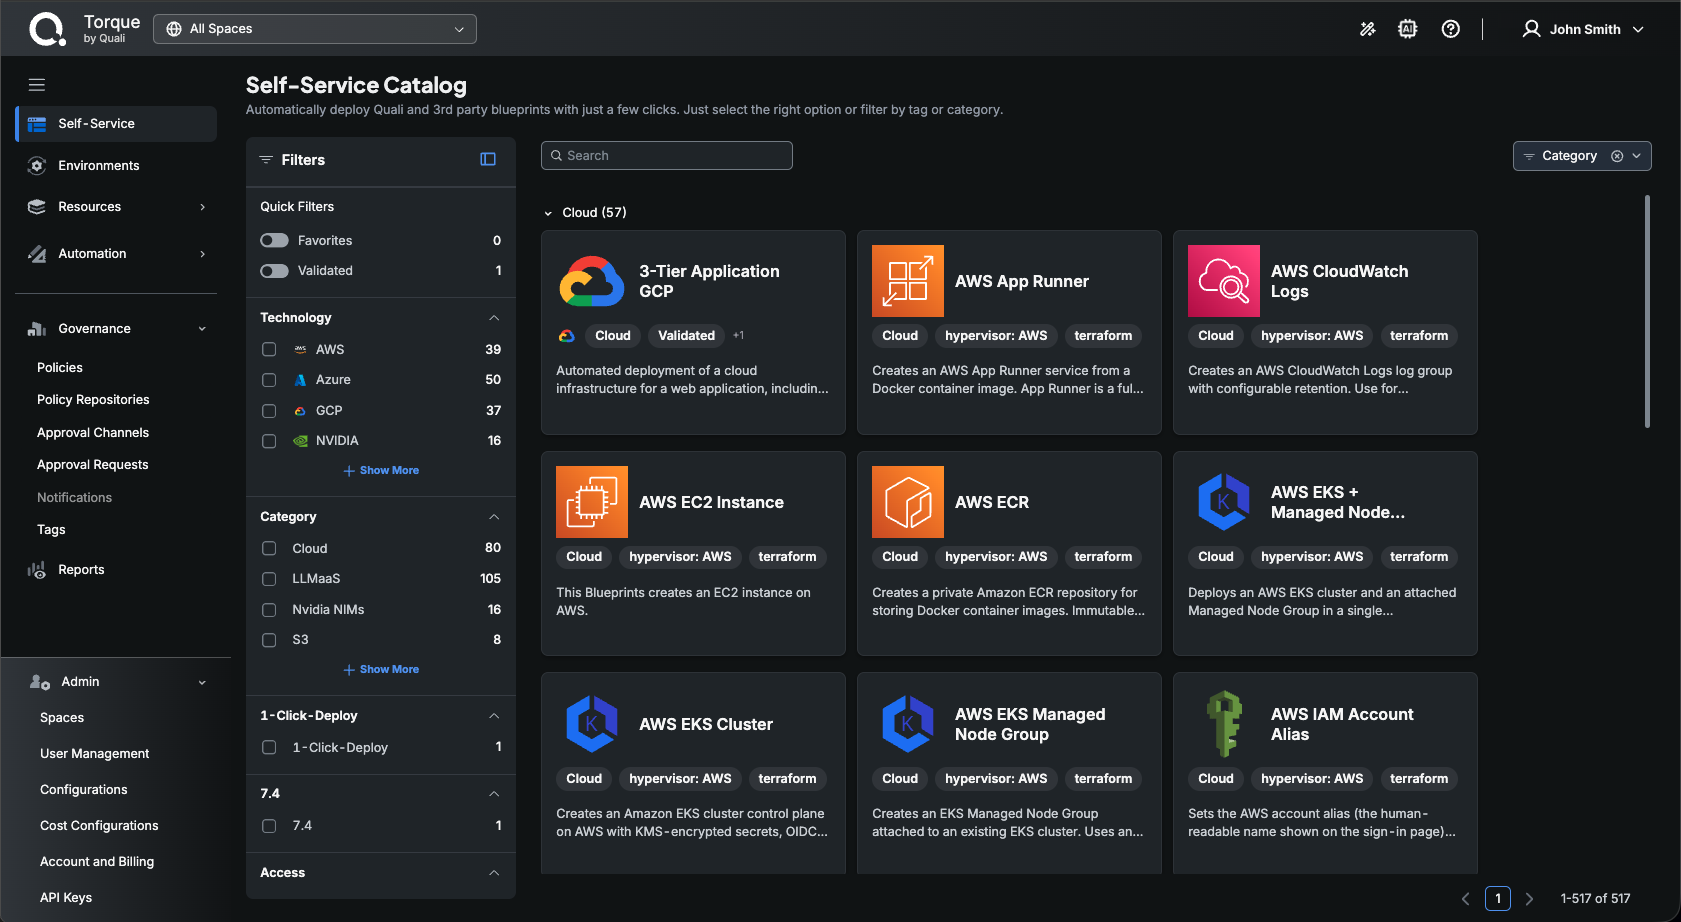 Torque
by Quali
All Spaces
AI
John Smith
Self-Service
Environments
Resources
Automation
Governance
Policies
Policy Repositories
Approval Channels
Approval Requests
Notifications
Tags
Reports
Admin
Spaces
User Management
Configurations
Cost Configurations
Account and Billing
API Keys
Self-Service Catalog
Automatically deploy Quali and 3rd party blueprints with just a few clicks. Just select the right option or filter by tag or category.
Filters
Quick Filters
Favorites 0
Validated 1
Technology
aws AWS 39
Azure 50
GCP 37
NVIDIA 16
+ Show More
Category
Cloud 80
LLMaaS 105
Nvidia NIMs 16
S3 8
+ Show More
1-Click-Deploy
1-Click-Deploy 1
7.4
7.4 1
Access
Search
Category
Cloud (57)
3-Tier Application
GCP
Cloud Validated +1
Automated deployment of a cloud
infrastructure for a web application, includin...
AWS App Runner
Cloud hypervisor: AWS terraform
Creates an AWS App Runner service from a
Docker container image. App Runner is a ful...
AWS CloudWatch
Logs
Cloud hypervisor: AWS terraform
Creates an AWS CloudWatch Logs log group
with configurable retention. Use for...
AWS EC2 Instance
Cloud hypervisor: AWS terraform
This Blueprints creates an EC2 instance on
AWS.
AWS ECR
Cloud hypervisor: AWS terraform
Creates a private Amazon ECR repository for
storing Docker container images. Immutable...
K
AWS EKS +
Managed Node...
Cloud hypervisor: AWS terraform
Deploys an AWS EKS cluster and an attached
Managed Node Group in a single...
K
AWS EKS Cluster
Cloud hypervisor: AWS terraform
Creates an Amazon EKS cluster control plane
on AWS with KMS-encrypted secrets, OIDC...
K
AWS EKS Managed
Node Group
Cloud hypervisor: AWS terraform
Creates an EKS Managed Node Group
attached to an existing EKS cluster. Uses an...
AWS IAM Account
Alias
Cloud hypervisor: AWS terraform
Sets the AWS account alias (the human-
readable name shown on the sign-in page)...
1
1-517 of 517